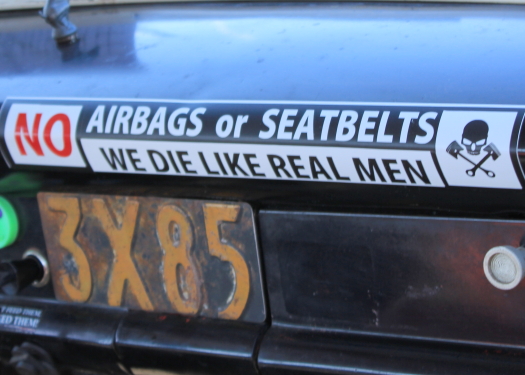 NO
AIRBAGS or SEATBELTS
WE DIE LIKE REAL MEN
3X85